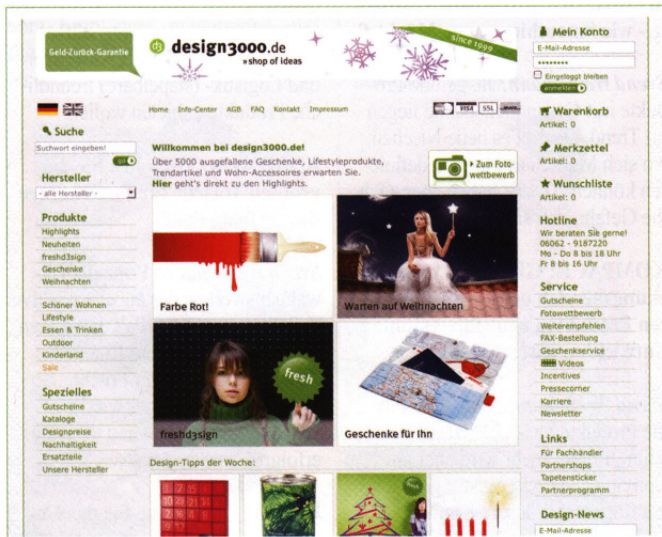 Geld-Zurück-Garantie
d3 design3000.de
»shop of ideas
since 1999
Home Info-Center AGB FAQ Kontakt Impressum
VISA SSL
Suche
Suchwort eingeben!
go
Hersteller
- alle Hersteller -
Produkte
Highlights
Neuheiten
freshd3sign
Geschenke
Weihnachten
Schöner Wohnen
Lifestyle
Essen & Trinken
Outdoor
Kinderland
Sale
Spezielles
Gutscheine
Kataloge
Designpreise
Nachhaltigkeit
Ersatzteile
Unsere Hersteller
Willkommen bei design3000.de!
Über 5000 ausgefallene Geschenke, Lifestyleprodukte,
Trendartikel und Wohn-Accessoires erwarten Sie.
Hier geht's direkt zu den Highlights.
Zum Foto-
wettbewerb
Farbe Rot!
Warten auf Weihnachten
fresh
freshd3sign
Geschenke für Ihn
Design-Tipps der Woche:
fresh
Mein Konto
E-Mail-Adresse
••••••••
Eingeloggt bleiben
anmelden
Warenkorb
Artikel: 0
Merkzettel
Artikel: 0
Wunschliste
Artikel: 0
Hotline
Wir beraten Sie gerne!
06062 - 9187220
Mo - Do 8 bis 18 Uhr
Fr 8 bis 16 Uhr
Service
Gutscheine
Fotowettbewerb
Weiterempfehlen
FAX-Bestellung
Geschenkservice
Videos
Incentives
Pressecorner
Karriere
Newsletter
Links
Für Fachhändler
Partnershops
Tapetensticker
Partnerprogramm
Design-News
E-Mail-Adresse